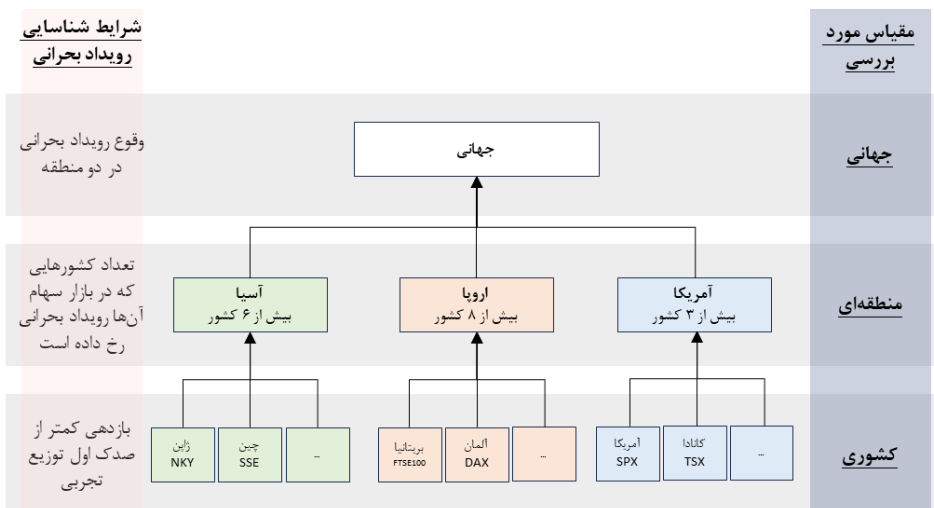 مقیاس مورد
بررسی
شرایط شناسایی
رویداد بحرانی
جهانی
جهانی
وقوع رویداد بحرانی
در دو منطقه
منطقه‌ای
آمریکا
بیش از ۳ کشور
اروپا
بیش از ۸ کشور
آسیا
بیش از ۶ کشور
تعداد کشورهایی
که در بازار سهام
آن‌ها رویداد بحرانی
رخ داده است
کشوری
...
کانادا
TSX
آمریکا
SPX
...
آلمان
DAX
بریتانیا
FTSE100
...
چین
SSE
ژاپن
NKY
بازدهی کمتر از
صدک اول توزیع
تجربی